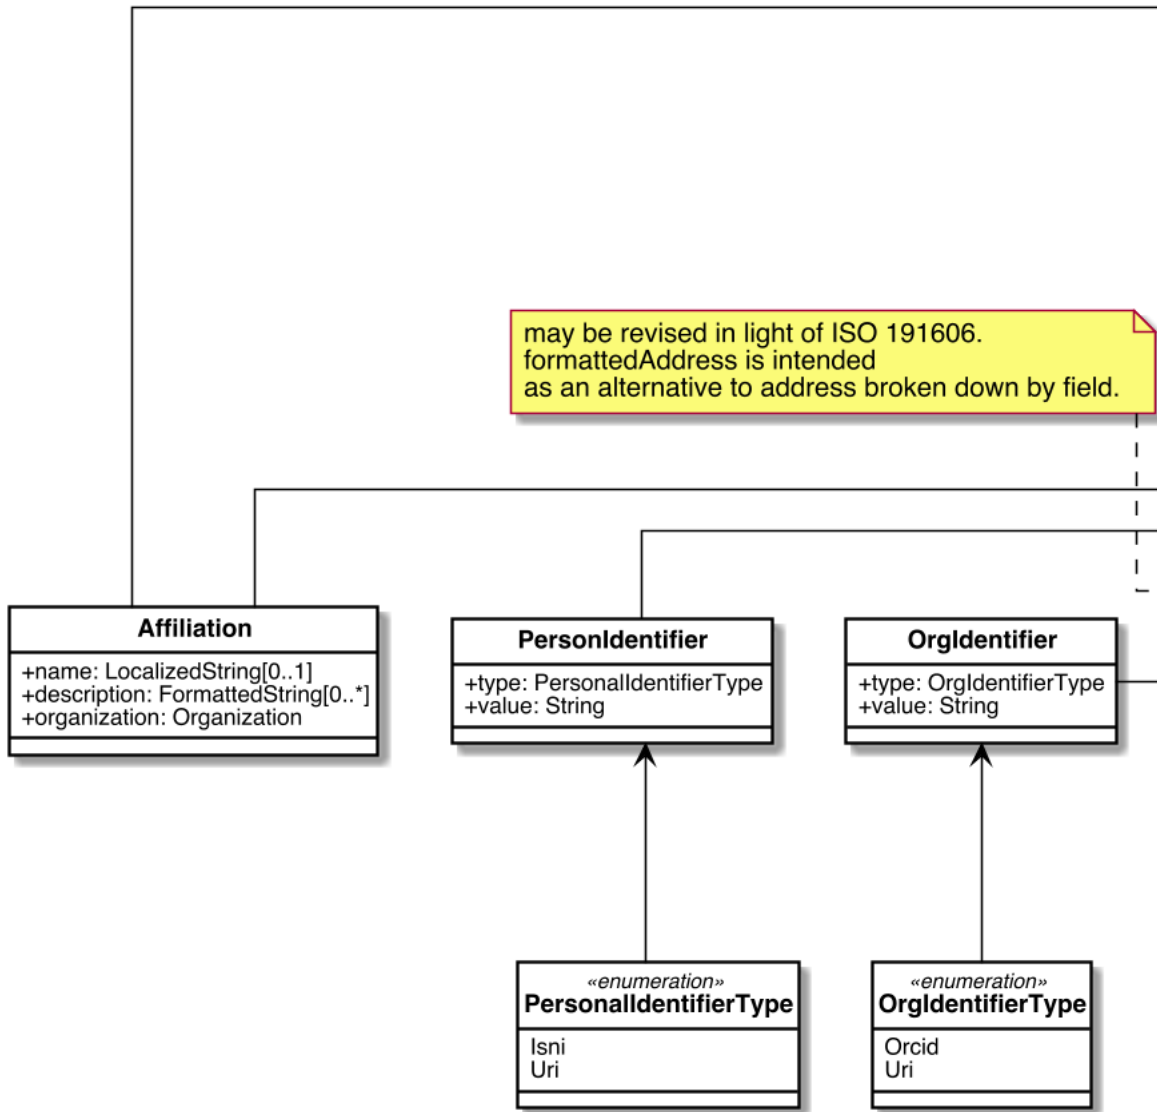 may be revised in light of ISO 191606.
formattedAddress is intended
as an alternative to address broken down by field.
Affiliation
+name: LocalizedString[0..1]
+description: FormattedString[0..*]
+organization: Organization
PersonIdentifier
+type: PersonalIdentifierType
+value: String
OrgIdentifier
+type: OrgIdentifierType
+value: String
«enumeration»
PersonalIdentifierType
Isni
Uri
«enumeration»
OrgIdentifierType
Orcid
Uri